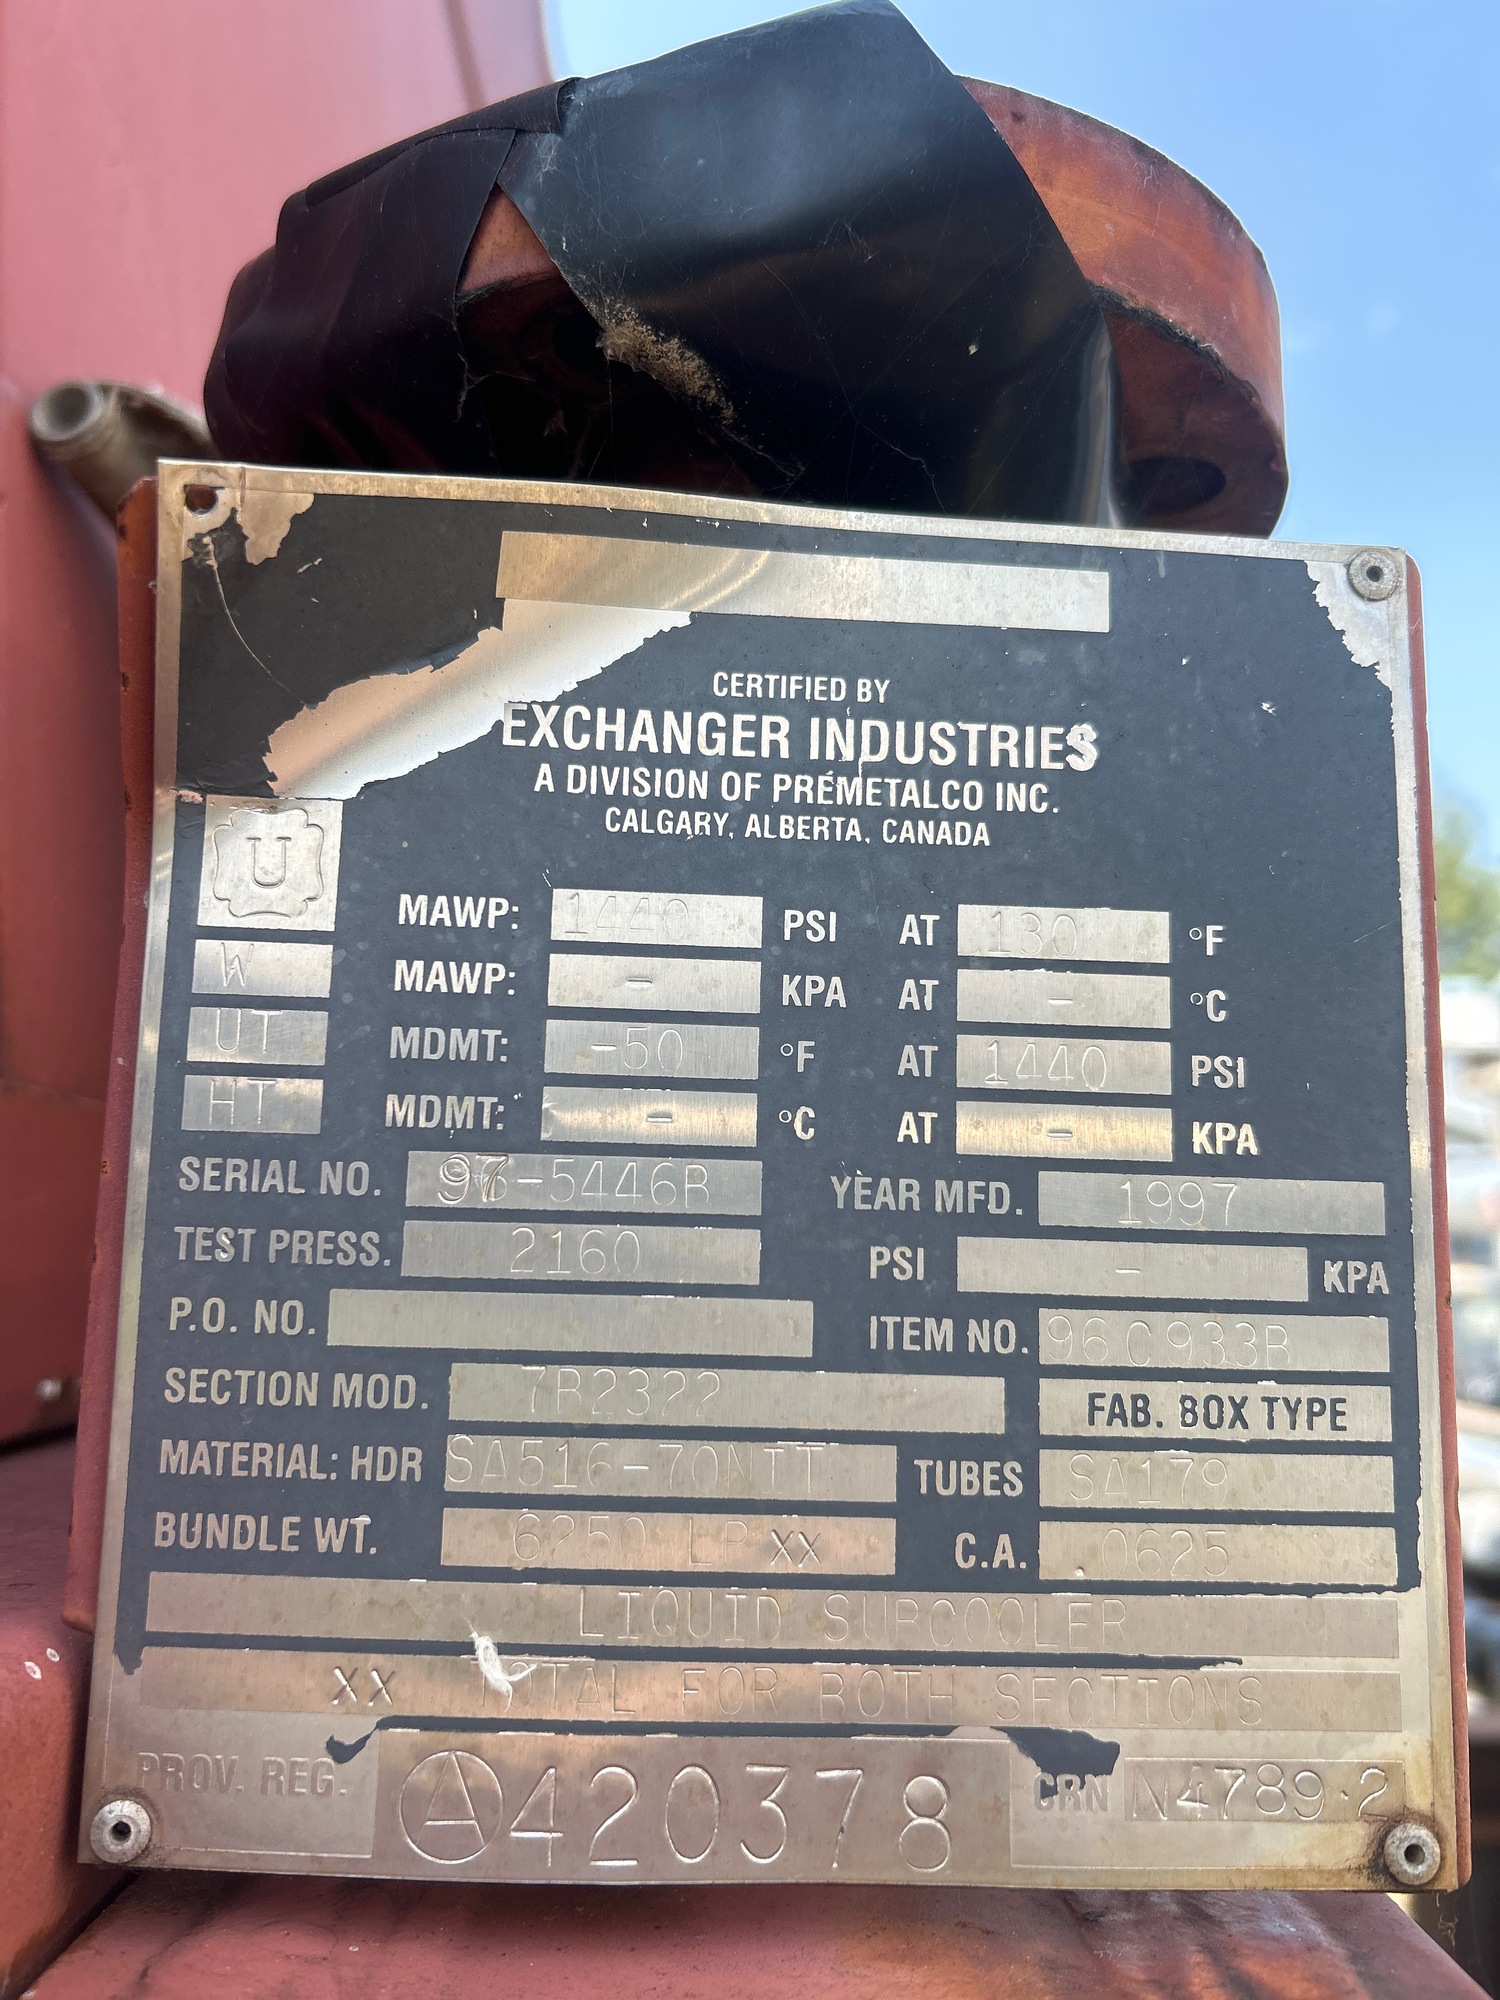 CERTIFIED BY
EXCHANGER INDUSTRIES
A DIVISION OF PREMETALCO INC.
CALGARY, ALBERTA, CANADA
U
W
UT
HT
MAWP: 1440 PSI AT 130 °F
MAWP: - KPA AT - °C
MDMT: -50 °F AT 1440 PSI
MDMT: - °C AT - KPA
SERIAL NO. 97-5446B YEAR MFD. 1997
TEST PRESS. 2160 PSI - KPA
P.O. NO. ITEM NO. 96C933B
SECTION MOD. 7B2322 FAB. BOX TYPE
MATERIAL: HDR SA516-70NTT TUBES SA179
BUNDLE WT. 6250 LB XX C.A. .0625
LIQUID SUBCOOLER
XX TOTAL FOR BOTH SECTIONS
PROV. REG. A420378 CRN N4789.2